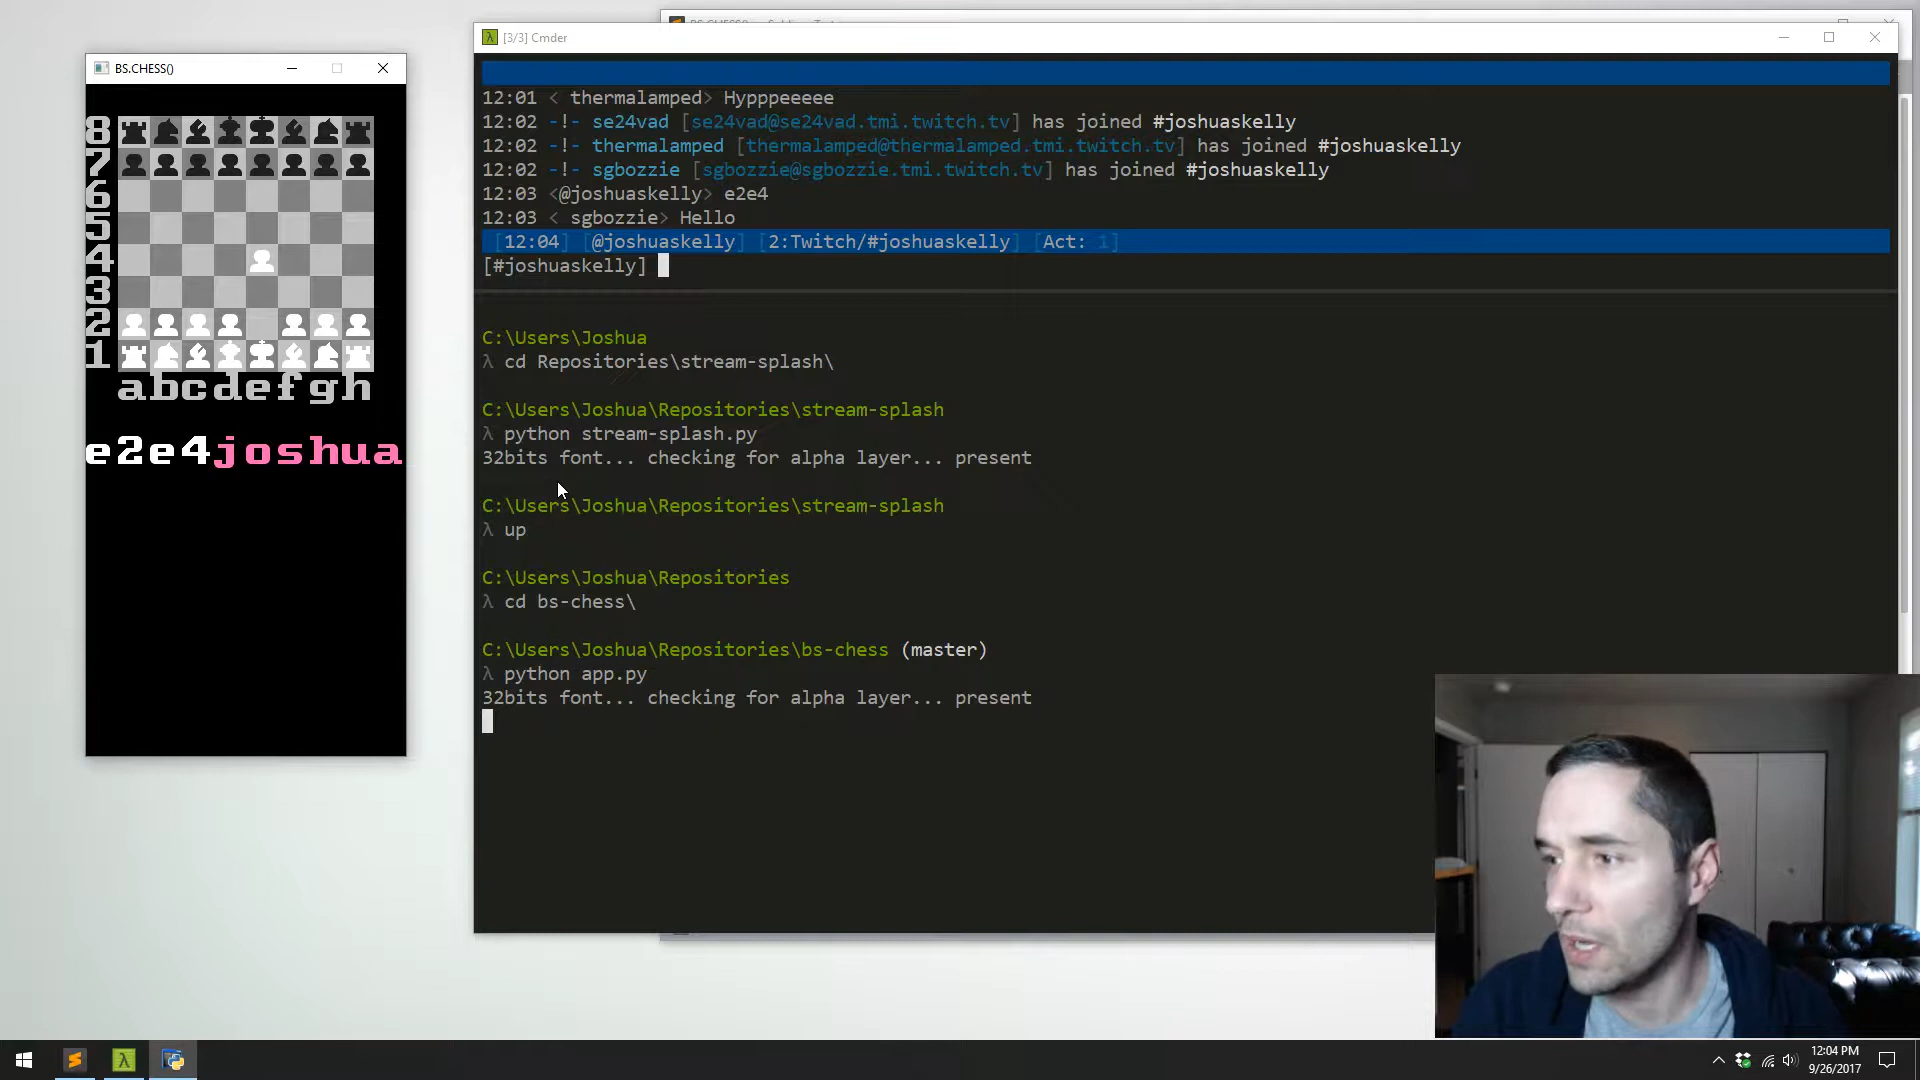 BS.CHESS()
8
7
6
5
4
3
2
1
abcdefgh
e2e4joshua
[3/3] Cmder
12:01 < thermalamped> Hypppeeeee
12:02 -!- se24vad [se24vad@se24vad.tmi.twitch.tv] has joined #joshuaskelly
12:02 -!- thermalamped [thermalamped@thermalamped.tmi.twitch.tv] has joined #joshuaskelly
12:02 -!- sgbozzie [sgbozzie@sgbozzie.tmi.twitch.tv] has joined #joshuaskelly
12:03 <@joshuaskelly> e2e4
12:03 < sgbozzie> Hello
[12:04] [@joshuaskelly] [2:Twitch/#joshuaskelly] [Act: 1]
[#joshuaskelly]
C:\Users\Joshua
λ cd Repositories\stream-splash\
C:\Users\Joshua\Repositories\stream-splash
λ python stream-splash.py
32bits font... checking for alpha layer... present
C:\Users\Joshua\Repositories\stream-splash
λ up
C:\Users\Joshua\Repositories
λ cd bs-chess\
C:\Users\Joshua\Repositories\bs-chess (master)
λ python app.py
32bits font... checking for alpha layer... present
12:04 PM
9/26/2017